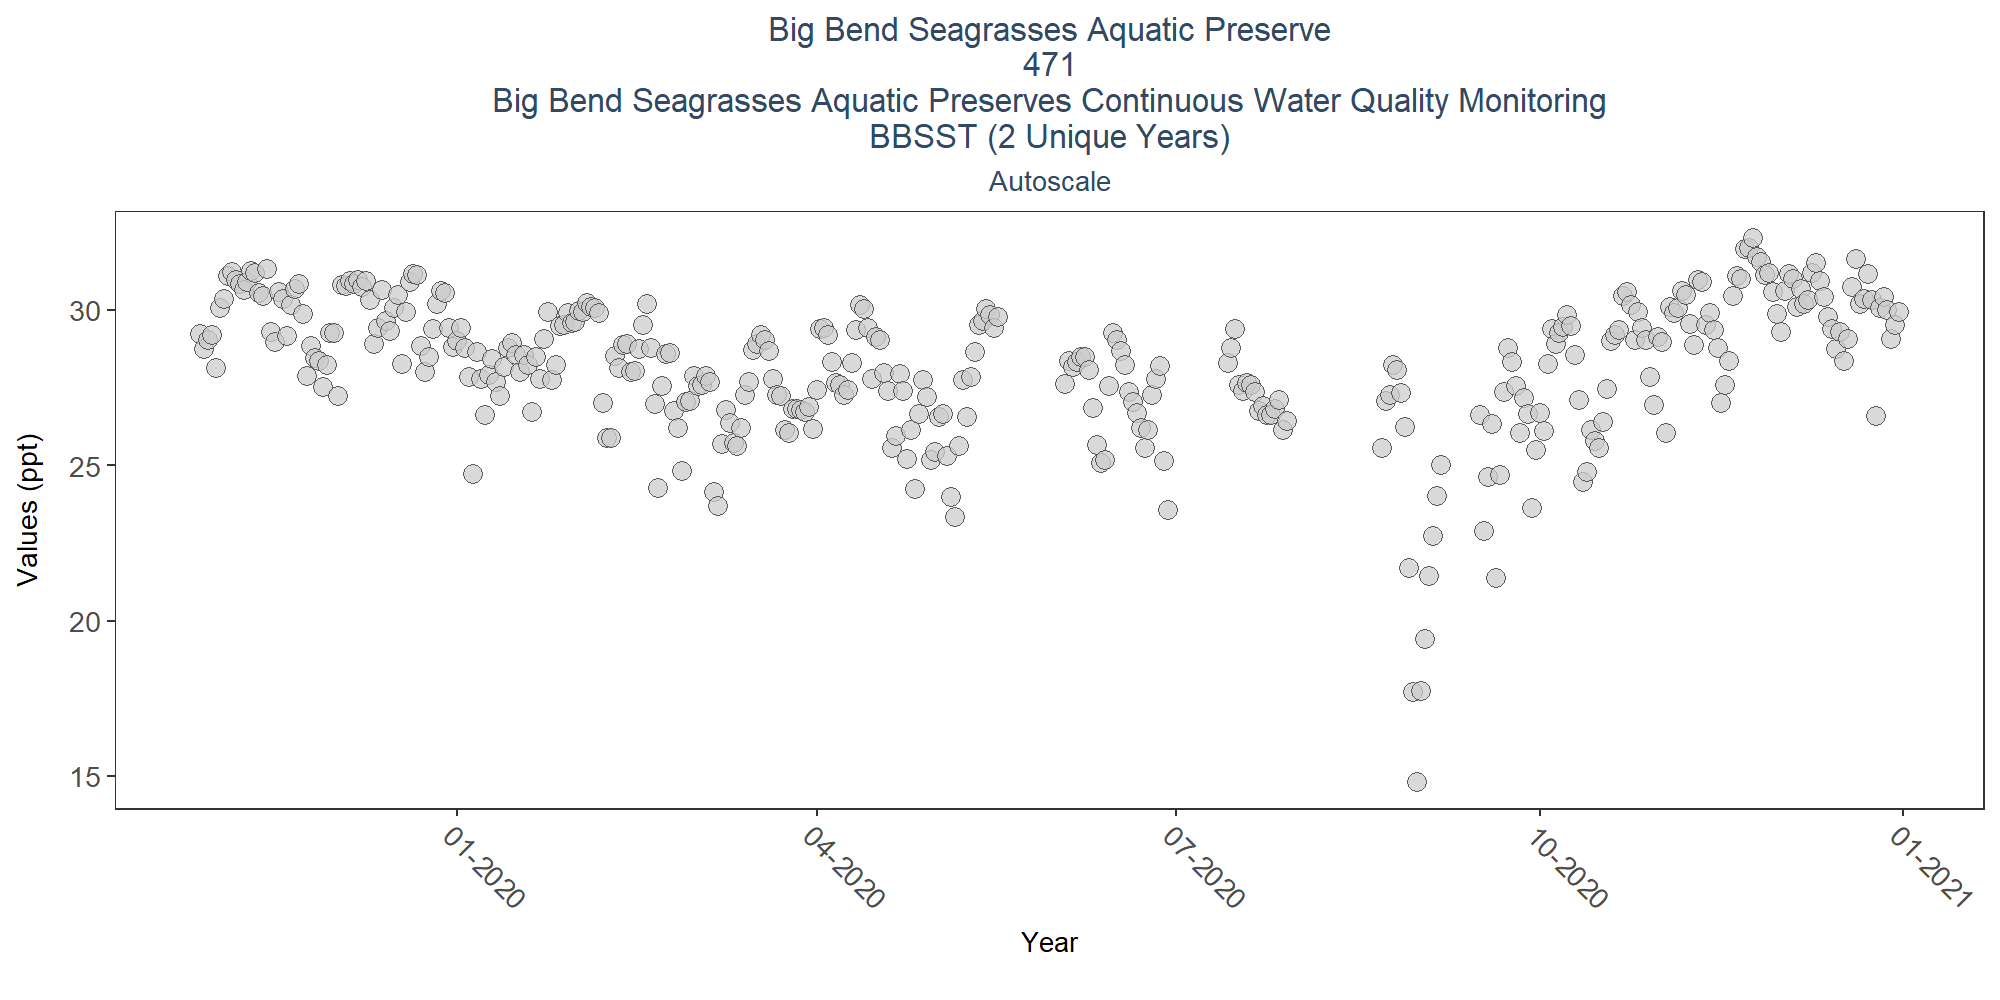 Big Bend Seagrasses Aquatic Preserve
471
Big Bend Seagrasses Aquatic Preserves Continuous Water Quality Monitoring
BBSST (2 Unique Years)
Autoscale
Values (ppt)
30
25
20
15
01-2020
04-2020
07-2020
10-2020
01-2021
Year